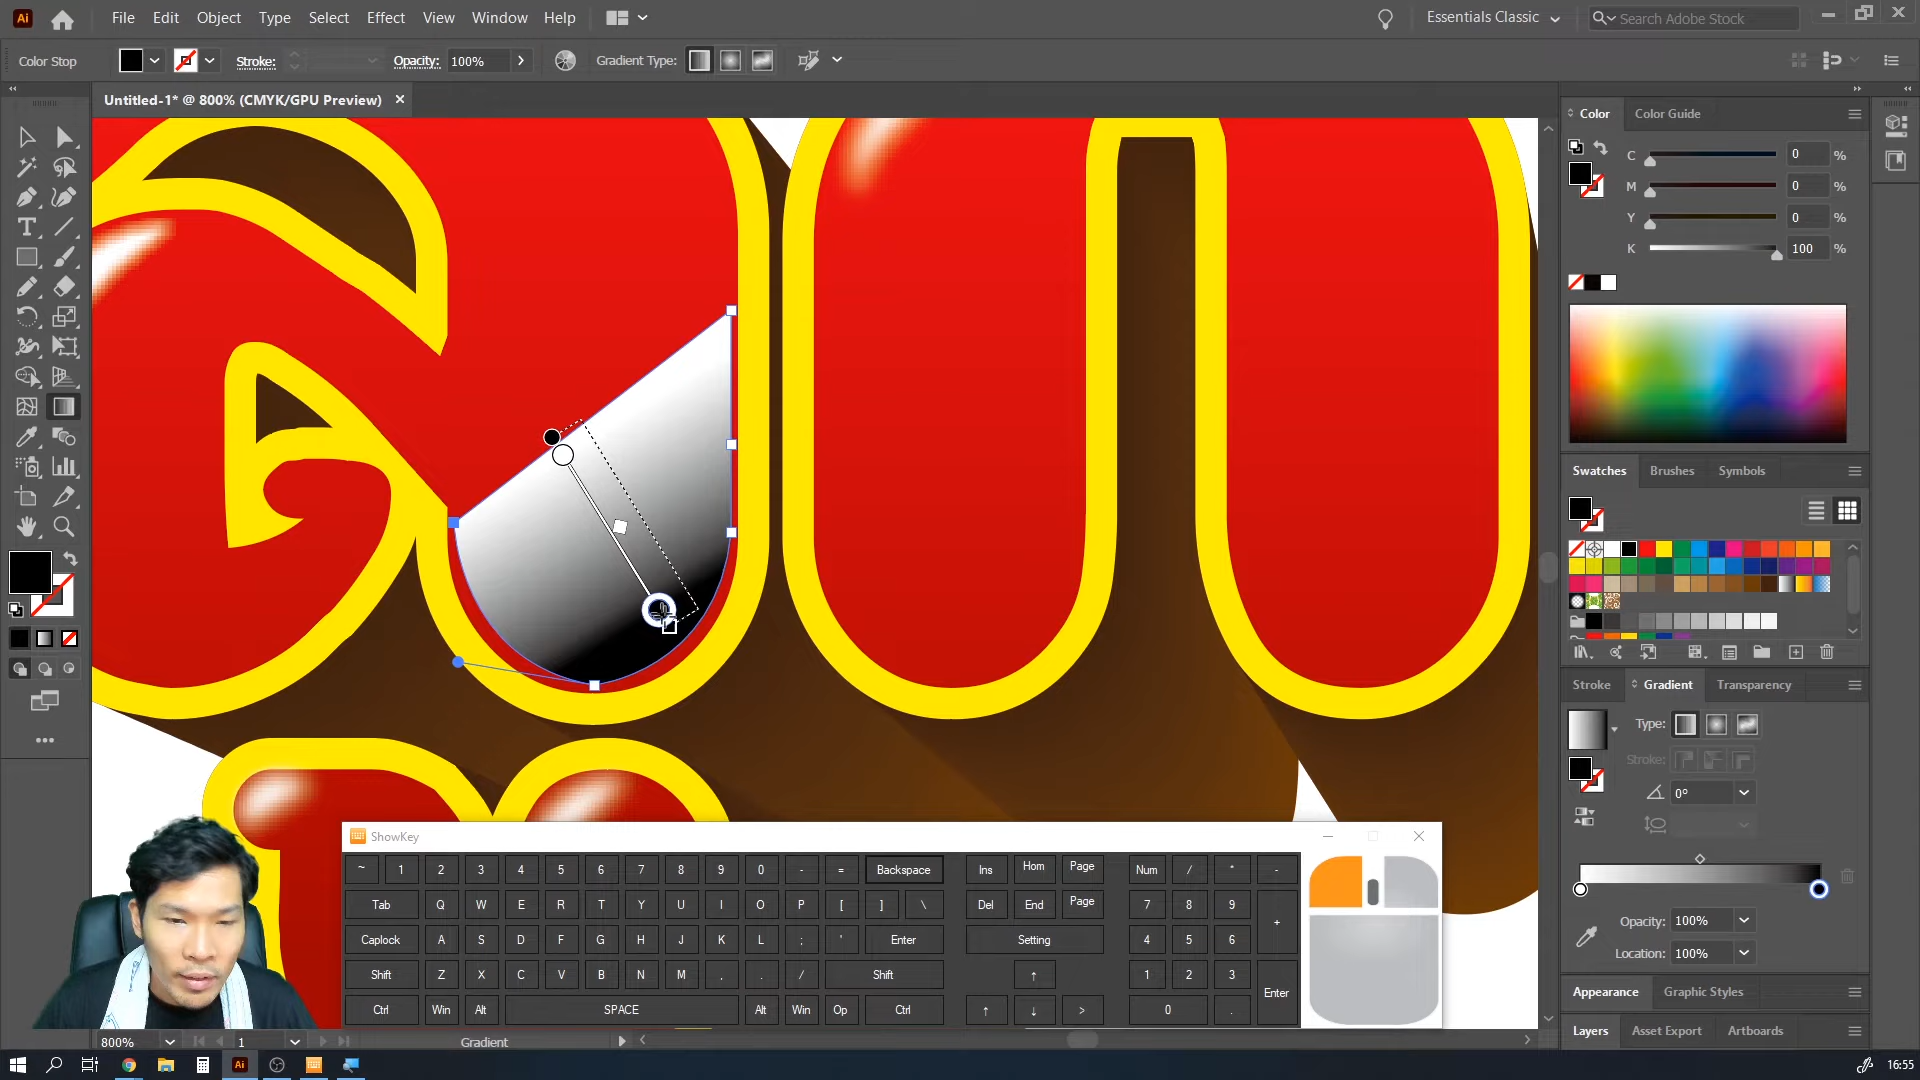 Ai File Edit Object Type Select Effect View Window Help Essentials Classic Search Adobe Stock
Color Stop Stroke: Opacity: 100% Gradient Type:
Untitled-1* @ 800% (CMYK/GPU Preview)
Color Color Guide
C 0 %
M 0 %
Y 0 %
K 100 %
Swatches Brushes Symbols
Stroke Gradient Transparency
Type:
Stroke:
0°
Opacity: 100%
Location: 100%
Appearance Graphic Styles
Layers Asset Export Artboards
ShowKey
~ 1 2 3 4 5 6 7 8 9 0 - = Backspace Ins Hom Page Num / * -
Tab Q W E R T Y U I O P [ ] \ Del End Page 7 8 9 +
Caplock A S D F G H J K L ; ' Enter Setting 4 5 6
Shift Z X C V B N M , . / Shift ↑ 1 2 3 Enter
Ctrl Win Alt SPACE Alt Win Op Ctrl ↑ ↓ > 0 .
800% 1 Gradient
Ai 16:55